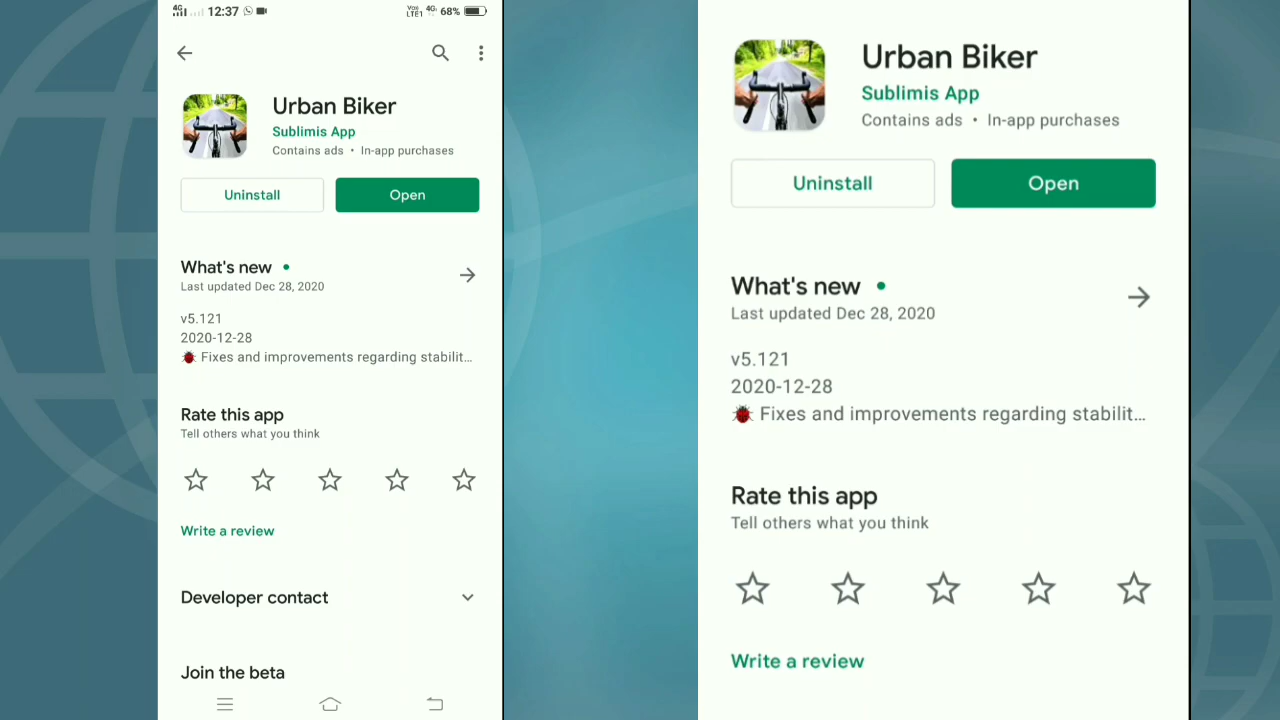 4G 12:37 4G 68%
Urban Biker
Sublimis App
Contains ads • In-app purchases
Uninstall Open
What's new
Last updated Dec 28, 2020
v5.121
2020-12-28
Fixes and improvements regarding stabilit...
Rate this app
Tell others what you think
Write a review
Developer contact
Join the beta
Urban Biker
Sublimis App
Contains ads • In-app purchases
Uninstall Open
What's new
Last updated Dec 28, 2020
v5.121
2020-12-28
Fixes and improvements regarding stabilit...
Rate this app
Tell others what you think
Write a review